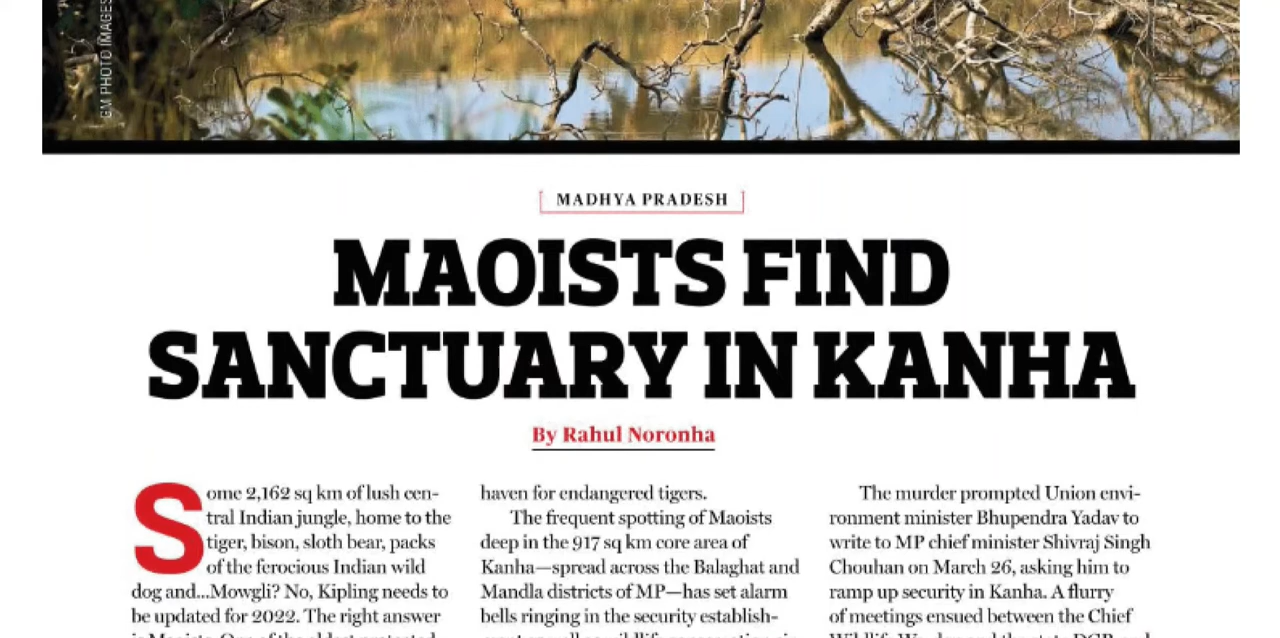 GM PHOTO IMAGES
MADHYA PRADESH
MAOISTS FIND
SANCTUARY IN KANHA
By Rahul Noronha
Some 2,162 sq km of lush cen-
tral Indian jungle, home to the
tiger, bison, sloth bear, packs
of the ferocious Indian wild
dog and...Mowgli? No, Kipling needs to
be updated for 2022. The right answer
haven for endangered tigers.
The frequent spotting of Maoists
deep in the 917 sq km core area of
Kanha—spread across the Balaghat and
Mandla districts of MP—has set alarm
bells ringing in the security establish-
The murder prompted Union envi-
ronment minister Bhupendra Yadav to
write to MP chief minister Shivraj Singh
Chouhan on March 26, asking him to
ramp up security in Kanha. A flurry
of meetings ensued between the Chief